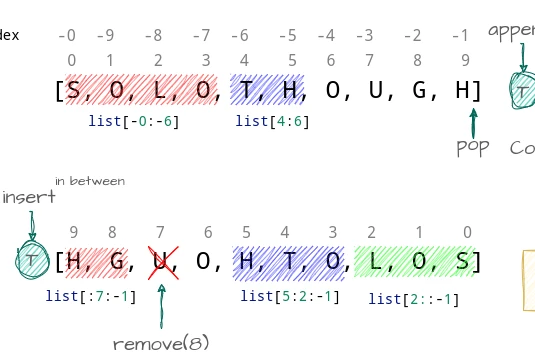 dex -0 -9 -8 -7 -6 -5 -4 -3 -2 -1
0 1 2 3 4 5 6 7 8 9
[S, O, L, O, T, H, O, U, G, H]
list[-0:-6] list[4:6]
appen
T
pop Co
in between
insert
9 8 7 6 5 4 3 2 1 0
T [H, G, U, O, H, T, O, L, O, S]
list[:7:-1] list[5:2:-1] list[2::-1]
remove(8)